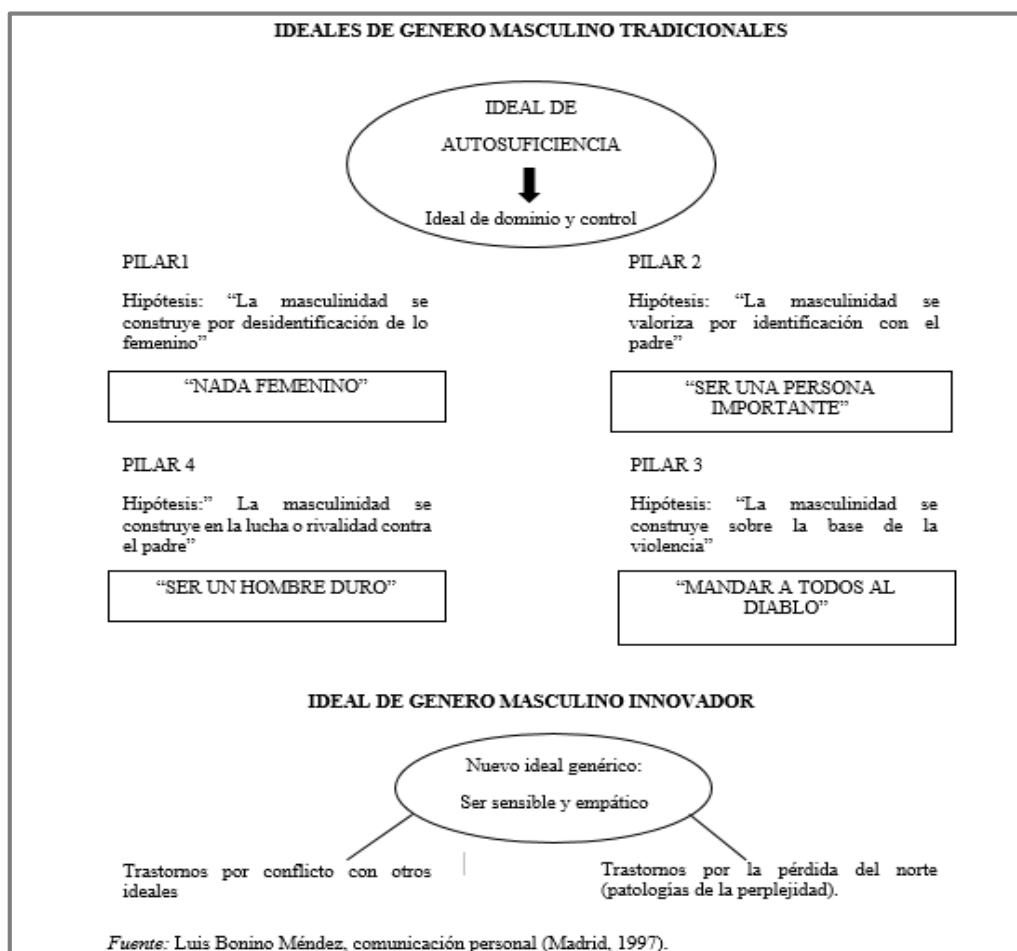 IDEALES DE GENERO MASCULINO TRADICIONALES
IDEAL DE
AUTOSUFICIENCIA
Ideal de dominio y control
PILAR1
Hipótesis: “La masculinidad se
construye por desidentificación de lo
femenino”
“NADA FEMENINO”
PILAR 2
Hipótesis: “La masculinidad se
valoriza por identificación con el
padre”
“SER UNA PERSONA
IMPORTANTE”
PILAR 4
Hipótesis:” La masculinidad se
construye en la lucha o rivalidad contra
el padre”
“SER UN HOMBRE DURO”
PILAR 3
Hipótesis: “La masculinidad se
construye sobre la base de la
violencia”
“MANDAR A TODOS AL
DIABLO”
IDEAL DE GENERO MASCULINO INNOVADOR
Nuevo ideal genérico:
Ser sensible y empático
Trastornos por conflicto con otros
ideales
Trastornos por la pérdida del norte
(patologías de la perplejidad).
Fuente: Luis Bonino Méndez, comunicación personal (Madrid, 1997).